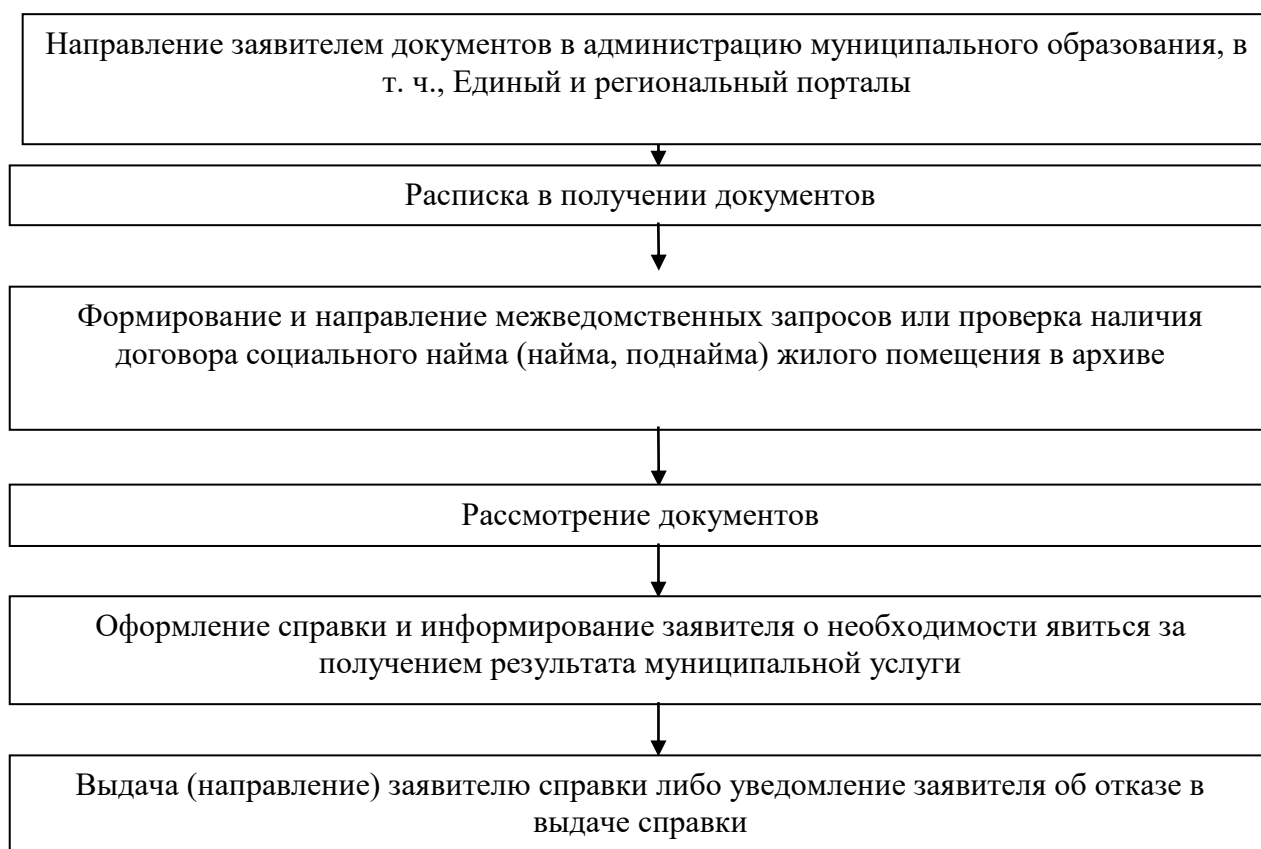 Направление заявителем документов в администрацию муниципального образования, в
т. ч., Единый и региональный порталы
Расписка в получении документов
Формирование и направление межведомственных запросов или проверка наличия
договора социального найма (найма, поднайма) жилого помещения в архиве
Рассмотрение документов
Оформление справки и информирование заявителя о необходимости явиться за
получением результата муниципальной услуги
Выдача (направление) заявителю справки либо уведомление заявителя об отказе в
выдаче справки